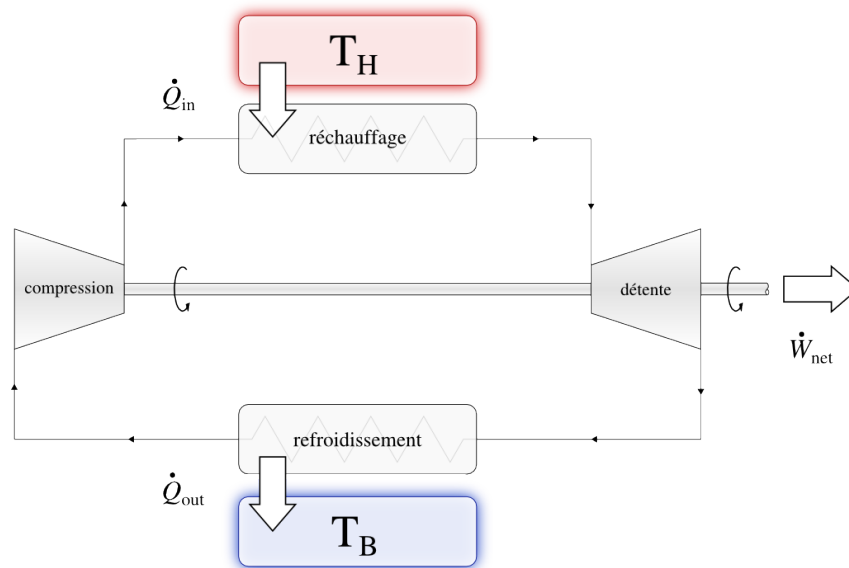 T_H
Q̇_in
réchauffage
compression
détente
Ẇ_net
refroidissement
Q̇_out
T_B